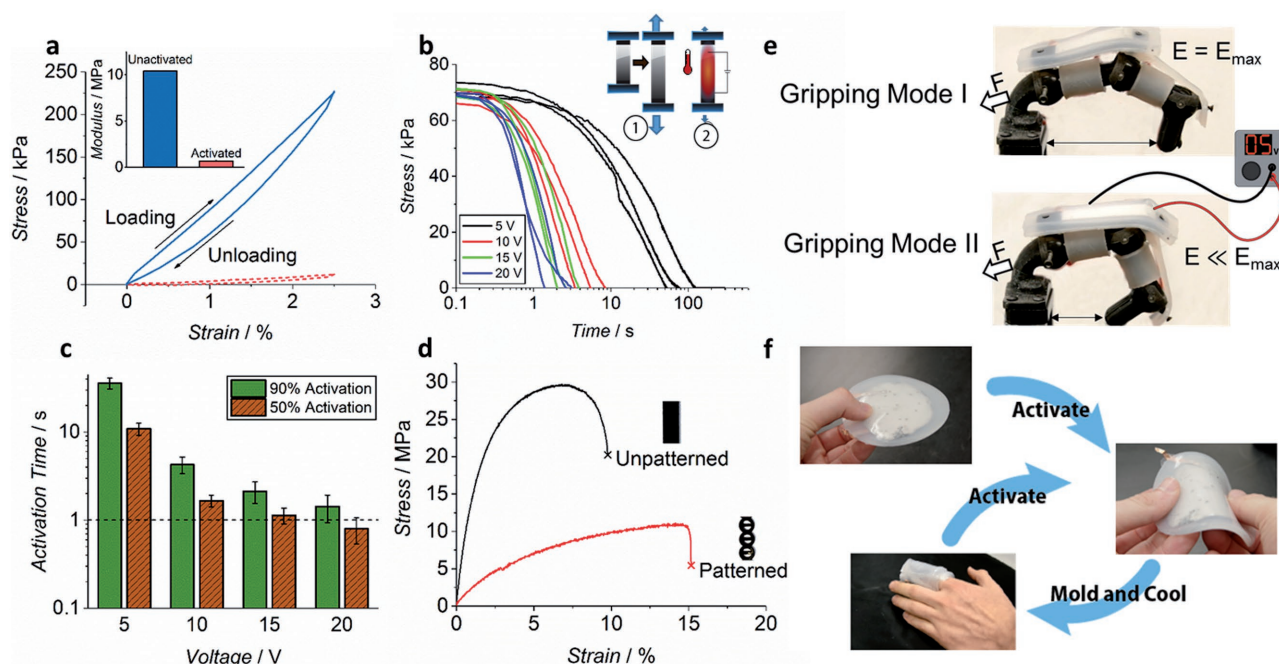 a
250
200
150
100
50
0
Stress / kPa
0
1
2
3
Strain / %
Modulus / MPa
10
5
0
Unactivated
Activated
Loading
Unloading
b
80
60
40
20
0
Stress / kPa
0.1
1
10
100
Time / s
5 V
10 V
15 V
20 V
1
2
c
10
1
0.1
Activation Time / s
90% Activation
50% Activation
5
10
15
20
Voltage / V
d
30
25
20
15
10
5
0
Stress / MPa
0
5
10
15
20
Strain / %
Unpatterned
Patterned
e
Gripping Mode I
F
E = Emax
05
V
Gripping Mode II
F
E ≪ Emax
f
Activate
Activate
Mold and Cool